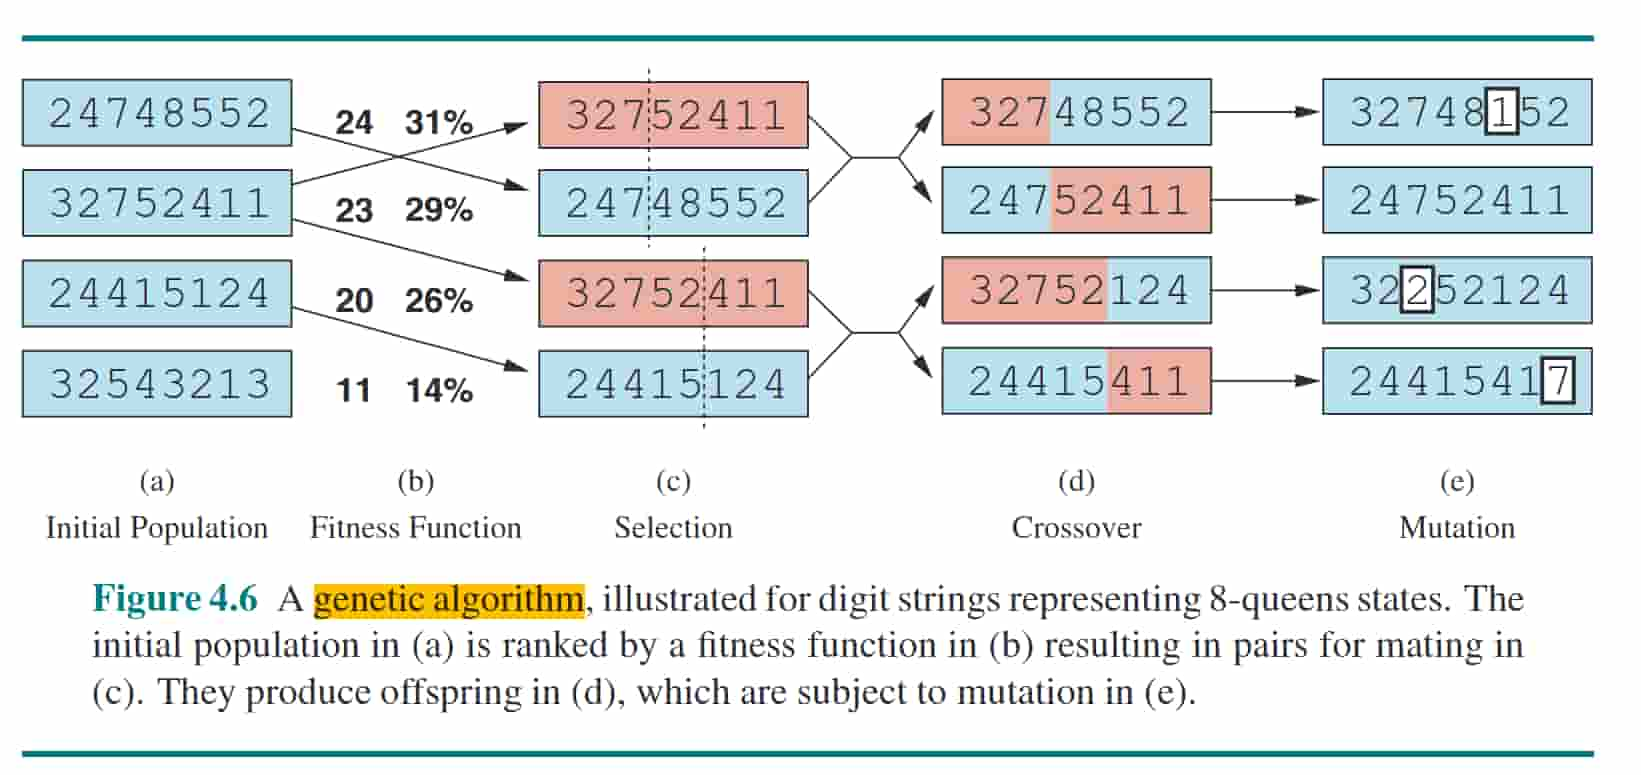 24748552 24 31% 32752411 32748552 32748152
32752411 23 29% 24748552 24752411 24752411
24415124 20 26% 32752411 32752124 32252124
32543213 11 14% 24415124 24415411 24415417
(a) (b) (c) (d) (e)
Initial Population Fitness Function Selection Crossover Mutation
Figure 4.6 A genetic algorithm, illustrated for digit strings representing 8-queens states. The
initial population in (a) is ranked by a fitness function in (b) resulting in pairs for mating in
(c). They produce offspring in (d), which are subject to mutation in (e).